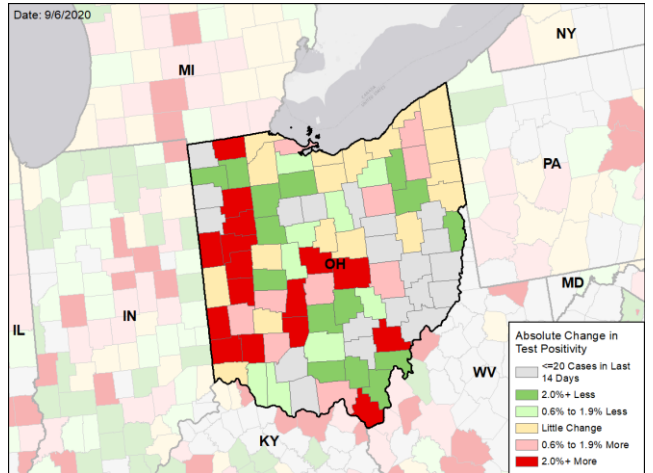 Date: 9/6/2020
NY
MI
PA
OH
MD
IL
IN
WV
KY
Absolute Change in
Test Positivity
<=20 Cases in Last
14 Days
2.0%+ Less
0.6% to 1.9% Less
Little Change
0.6% to 1.9% More
2.0%+ More